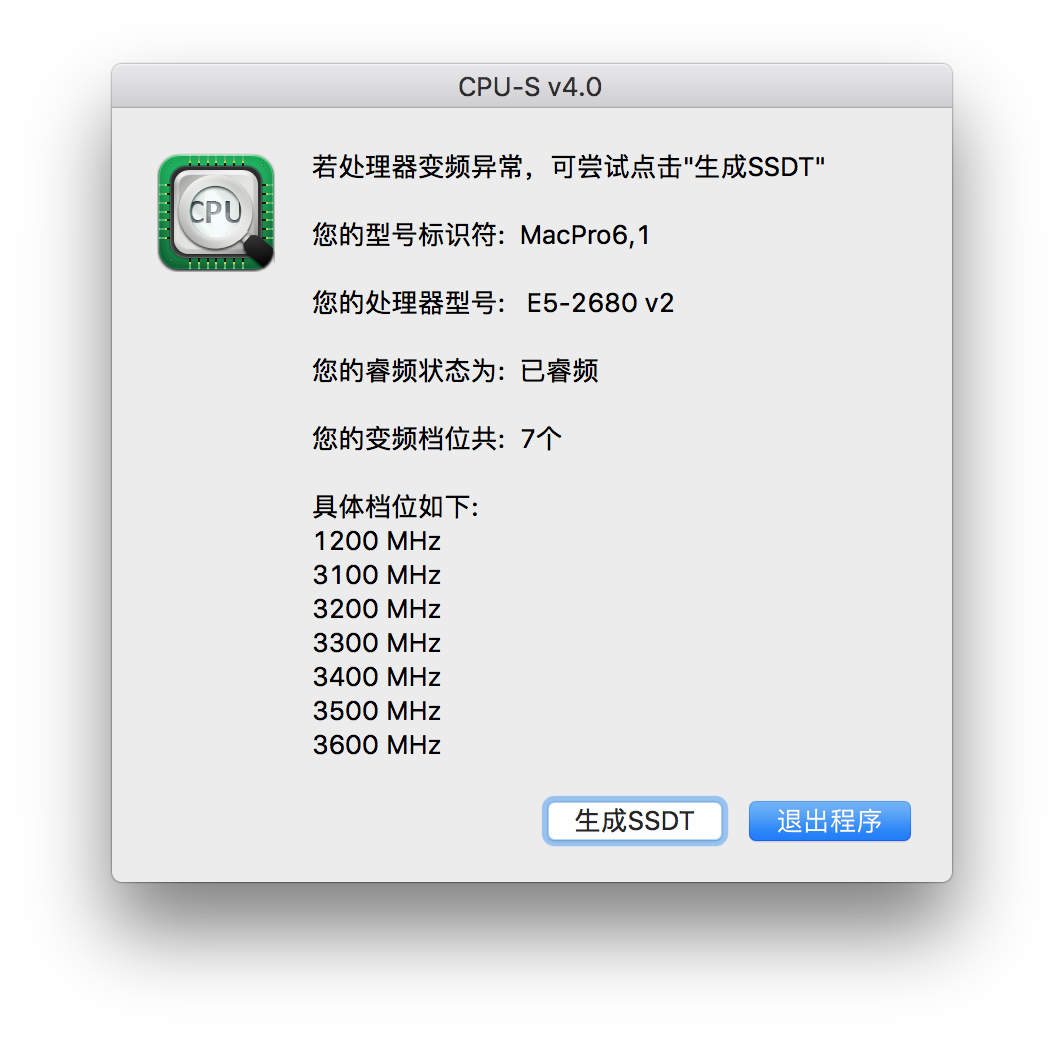 CPU-S v4.0
CPU
若处理器变频异常，可尝试点击"生成SSDT"
您的型号标识符：MacPro6,1
您的处理器型号： E5-2680 v2
您的睿频状态为：已睿频
您的变频档位共：7个
具体档位如下：
1200 MHz
3100 MHz
3200 MHz
3300 MHz
3400 MHz
3500 MHz
3600 MHz
生成SSDT
退出程序